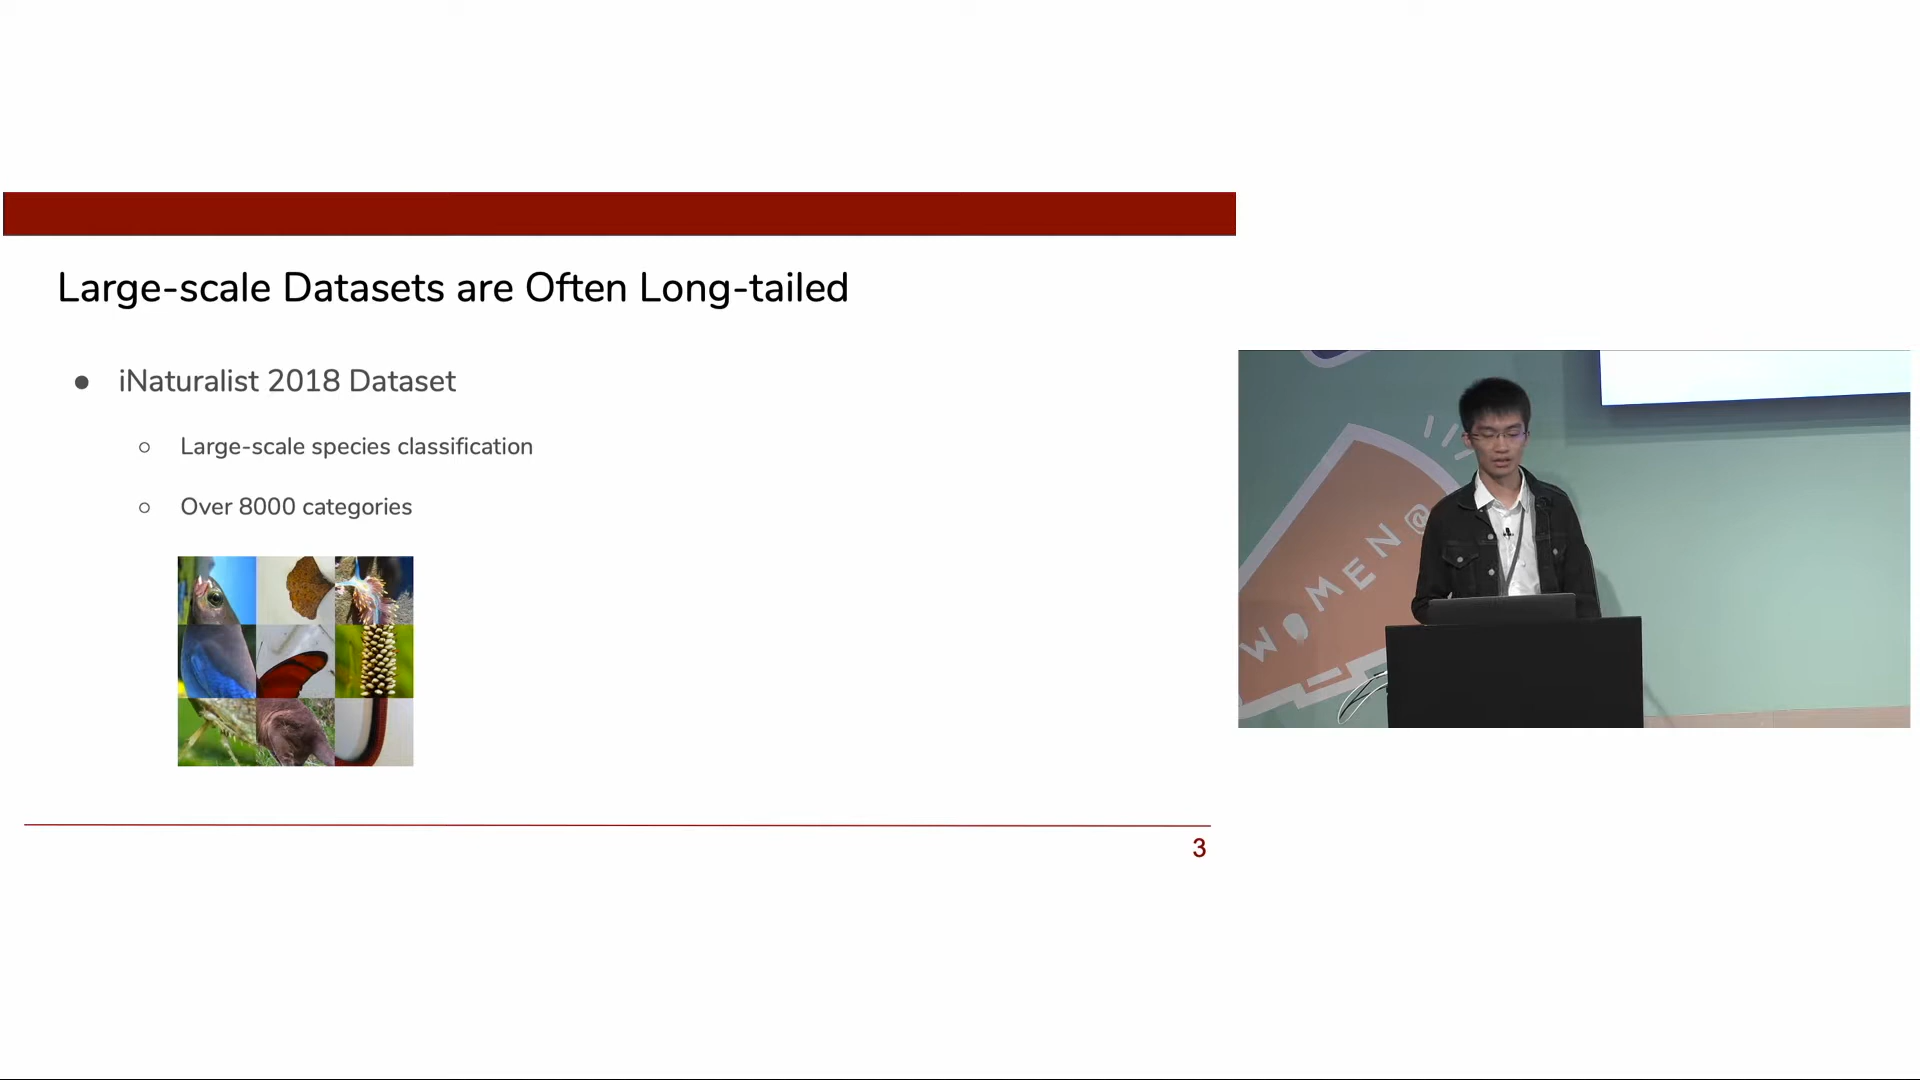 Large-scale Datasets are Often Long-tailed
● iNaturalist 2018 Dataset
○ Large-scale species classification
○ Over 8000 categories
3
WOMEN@